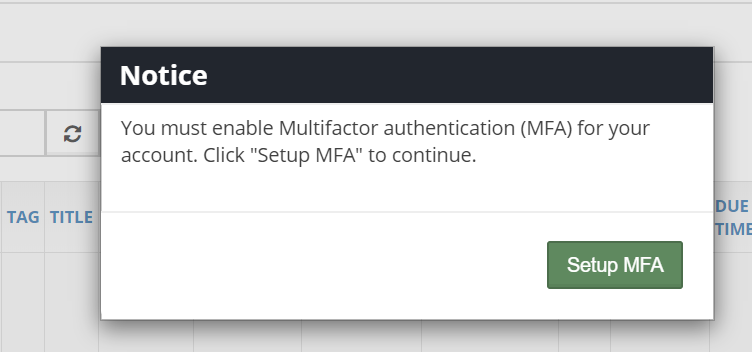 Notice
You must enable Multifactor authentication (MFA) for your
account. Click "Setup MFA" to continue.
TAG TITLE
DUE
TIME
Setup MFA